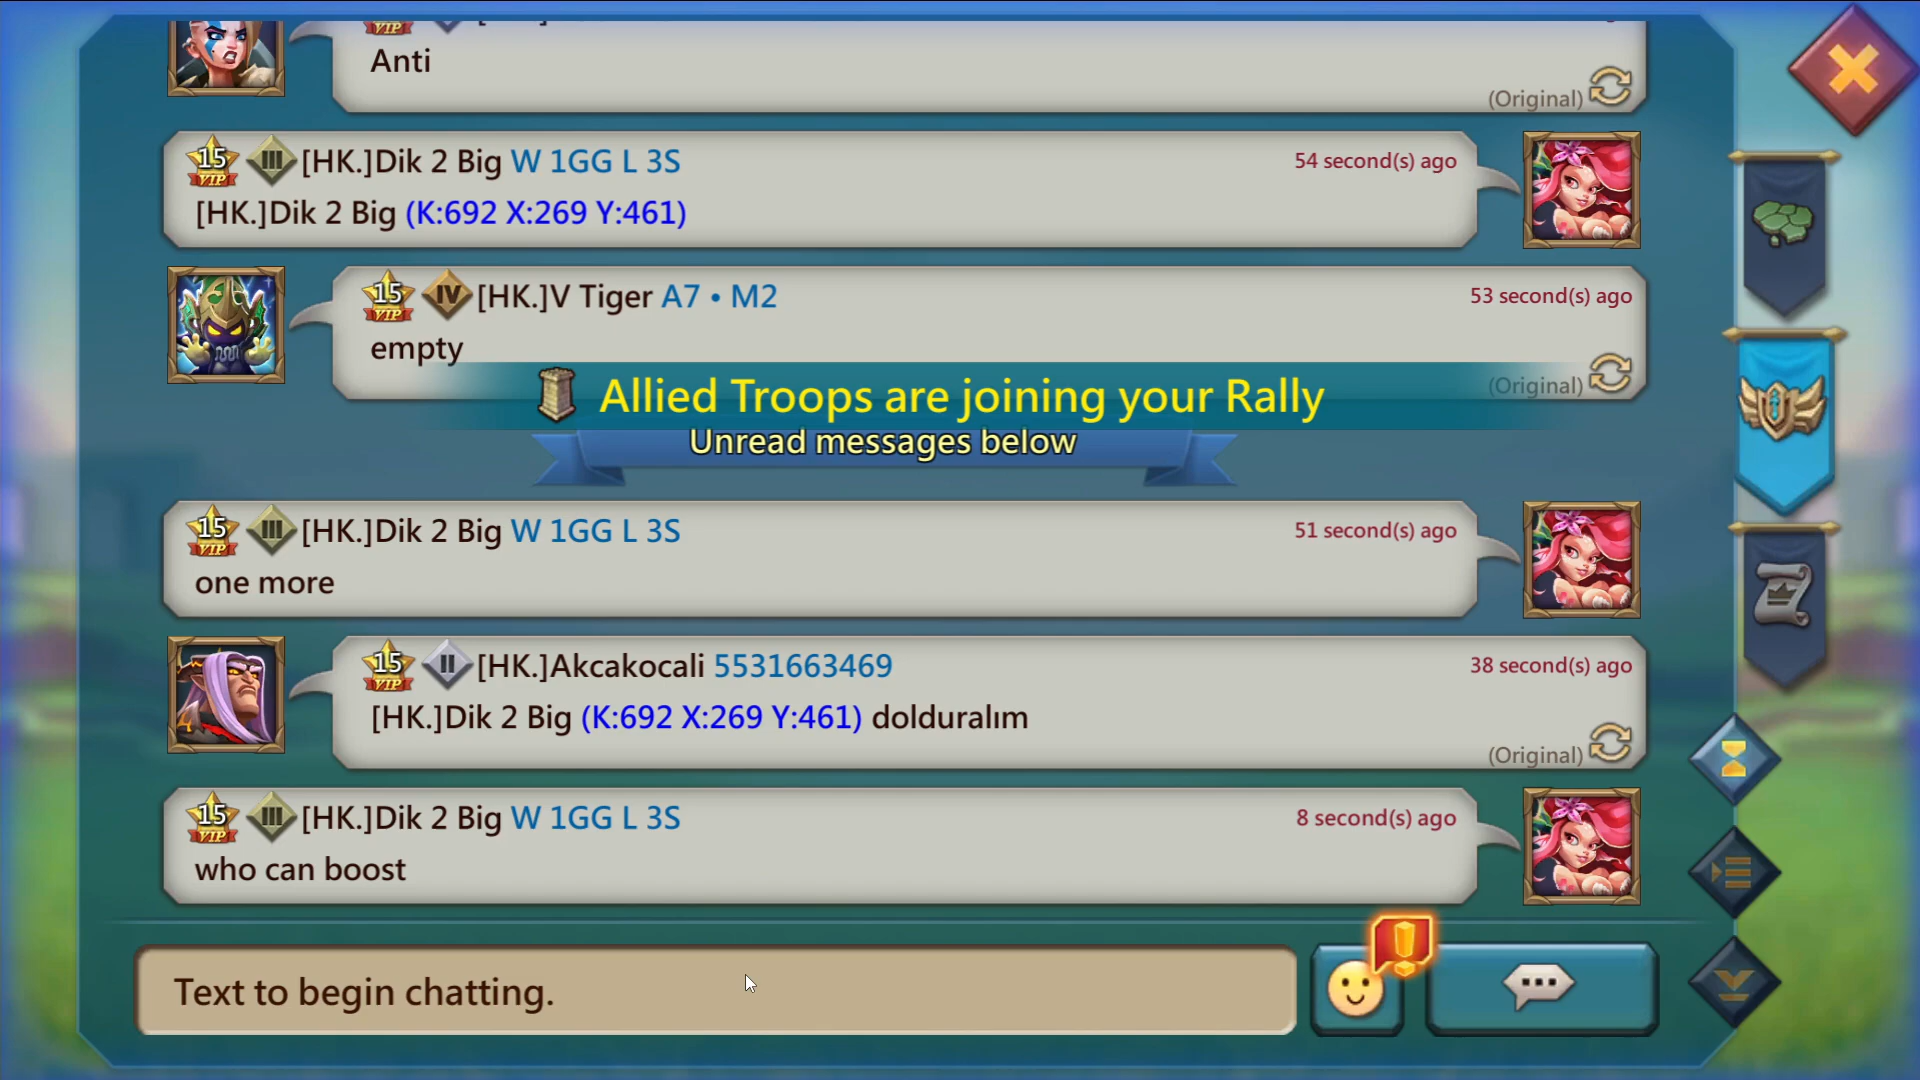 Anti
(Original)
15 VIP III [HK.]Dik 2 Big W 1GG L 3S 54 second(s) ago
[HK.]Dik 2 Big (K:692 X:269 Y:461)
15 VIP IV [HK.]V Tiger A7 • M2 53 second(s) ago
empty
(Original)
Allied Troops are joining your Rally
Unread messages below
15 VIP III [HK.]Dik 2 Big W 1GG L 3S 51 second(s) ago
one more
15 VIP II [HK.]Akcakocali 5531663469 38 second(s) ago
[HK.]Dik 2 Big (K:692 X:269 Y:461) dolduralım
(Original)
15 VIP III [HK.]Dik 2 Big W 1GG L 3S 8 second(s) ago
who can boost
Text to begin chatting.